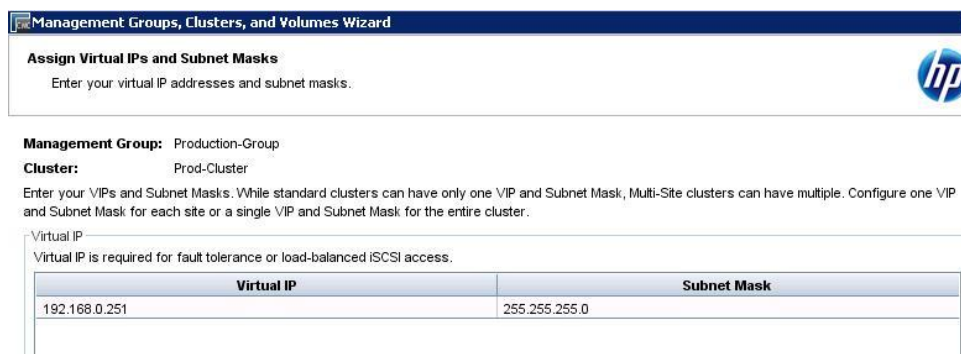 CMC Management Groups, Clusters, and Volumes Wizard
Assign Virtual IPs and Subnet Masks
Enter your virtual IP addresses and subnet masks.
hp
Management Group: Production-Group
Cluster: Prod-Cluster
Enter your VIPs and Subnet Masks. While standard clusters can have only one VIP and Subnet Mask, Multi-Site clusters can have multiple. Configure one VIP
and Subnet Mask for each site or a single VIP and Subnet Mask for the entire cluster.
Virtual IP
Virtual IP is required for fault tolerance or load-balanced iSCSI access.
Virtual IP Subnet Mask
192.168.0.251 255.255.255.0